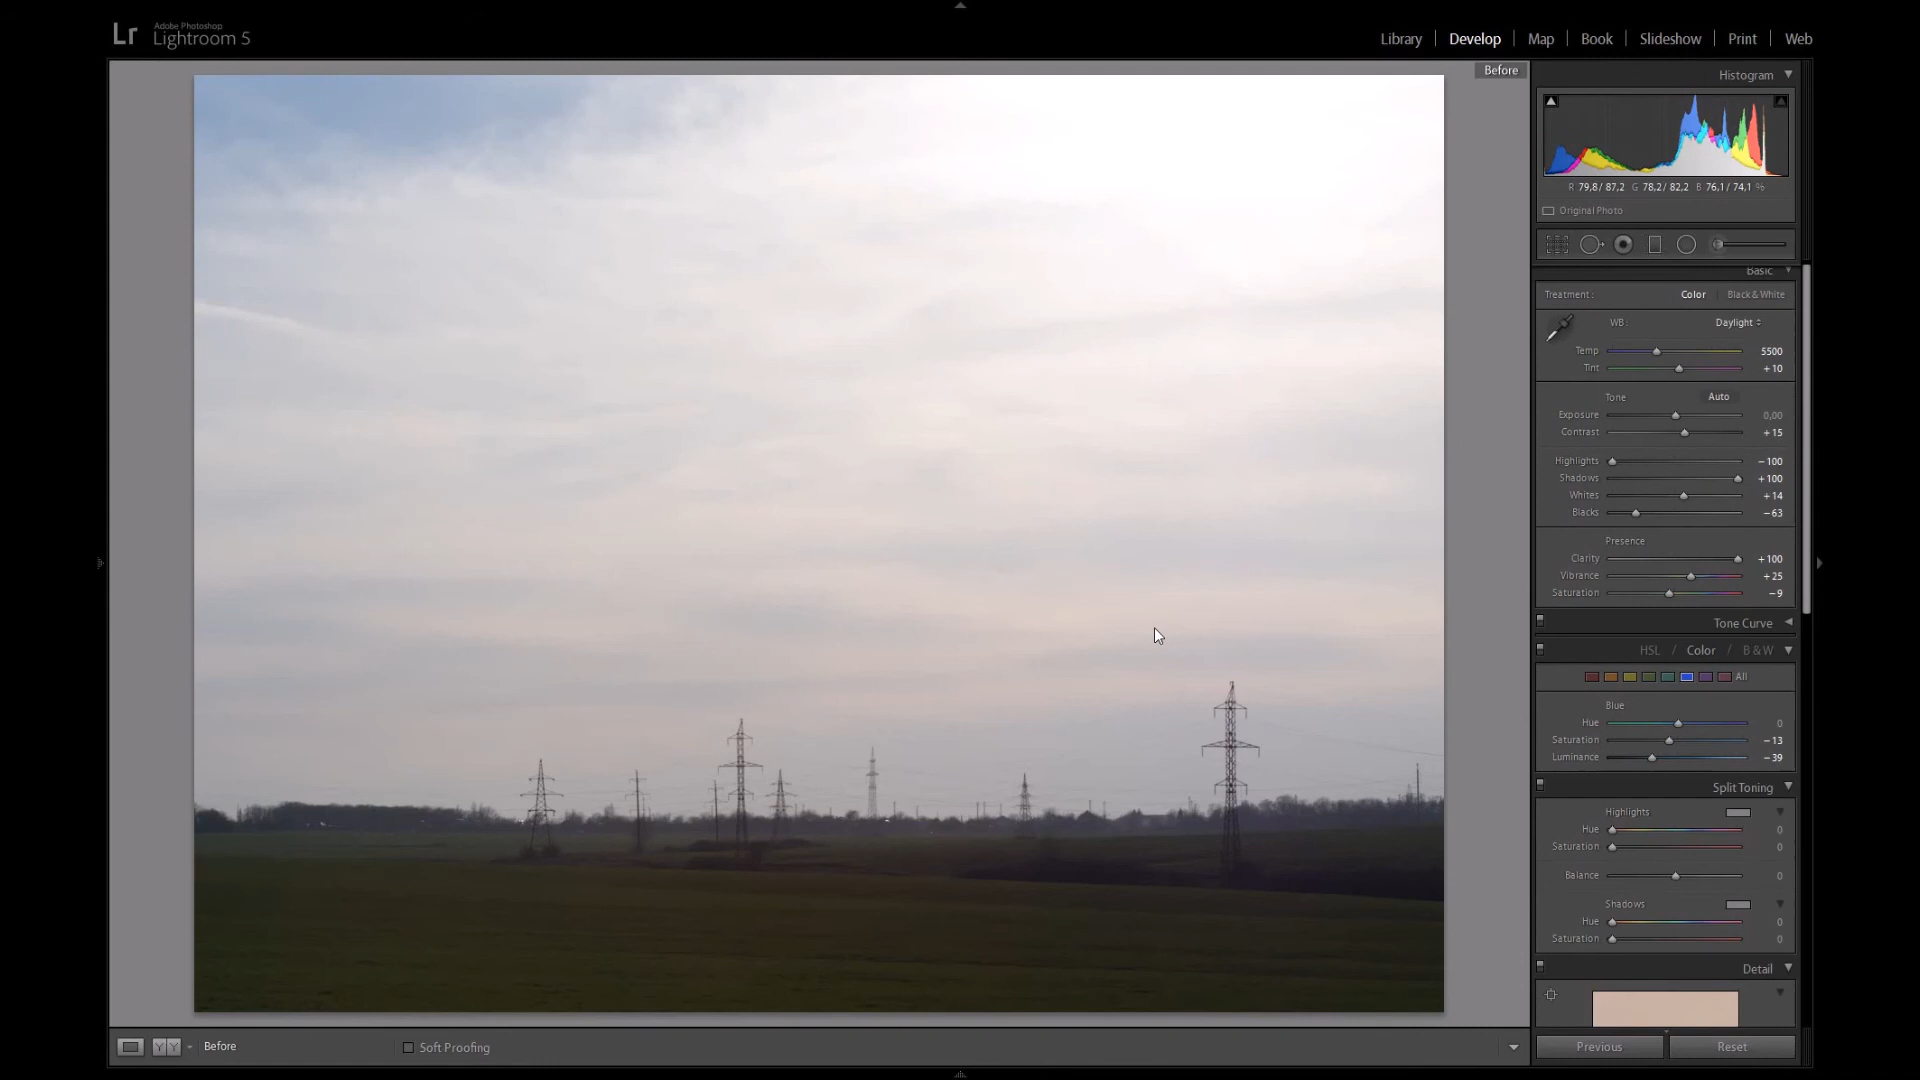 Lr Adobe Photoshop
Lightroom 5
Library Develop Map Book Slideshow Print Web
Before
Histogram
R 79,8 / 87,2 G 78,2 / 82,2 B 76,1 / 74,1 %
Original Photo
Basic
Treatment : Color Black & White
WB : Daylight
Temp 5500
Tint +10
Tone Auto
Exposure 0,00
Contrast +15
Highlights −100
Shadows +100
Whites +14
Blacks −63
Presence
Clarity +100
Vibrance +25
Saturation −9
Tone Curve
HSL / Color / B & W
All
Blue
Hue 0
Saturation −13
Luminance −39
Split Toning
Highlights
Hue 0
Saturation 0
Balance 0
Shadows
Hue 0
Saturation 0
Detail
Y Y Before Soft Proofing
Previous Reset